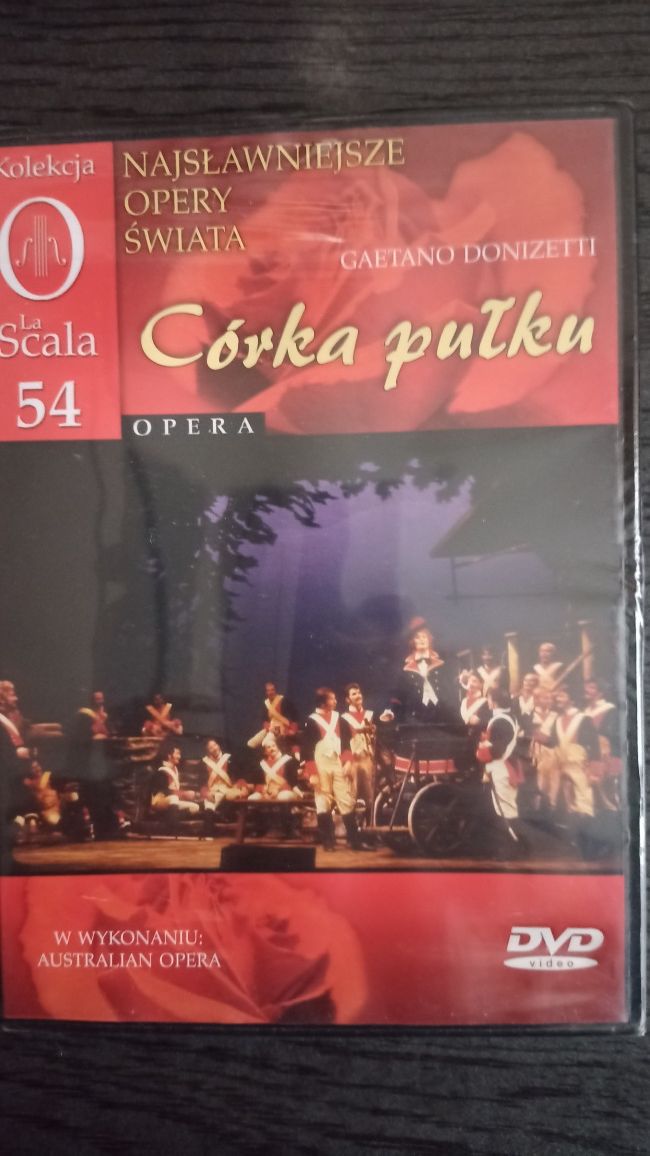 Kolekcja
La
Scala
54
NAJSŁAWNIEJSZE
OPERY
ŚWIATA
GAETANO DONIZETTI
Córka pułku
OPERA
W WYKONANIU:
AUSTRALIAN OPERA
DVD
video